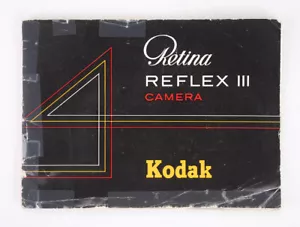 Retina
REFLEX III
CAMERA
Kodak